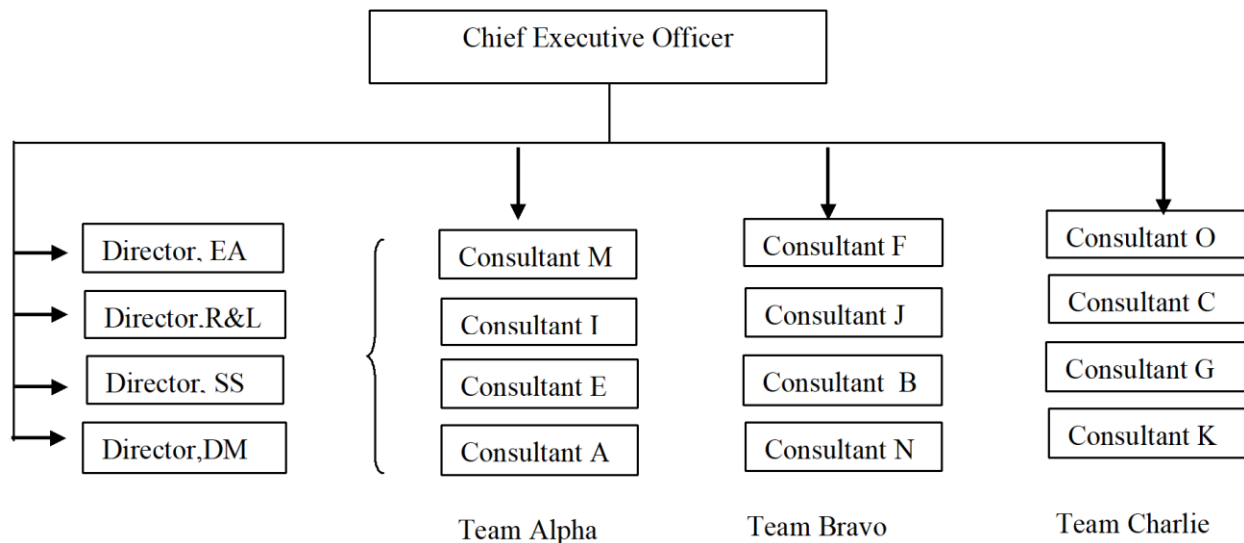 Chief Executive Officer
Director, EA
Director.R&L
Director, SS
Director,DM
Consultant M
Consultant I
Consultant E
Consultant A
Team Alpha
Consultant F
Consultant J
Consultant B
Consultant N
Team Bravo
Consultant O
Consultant C
Consultant G
Consultant K
Team Charlie